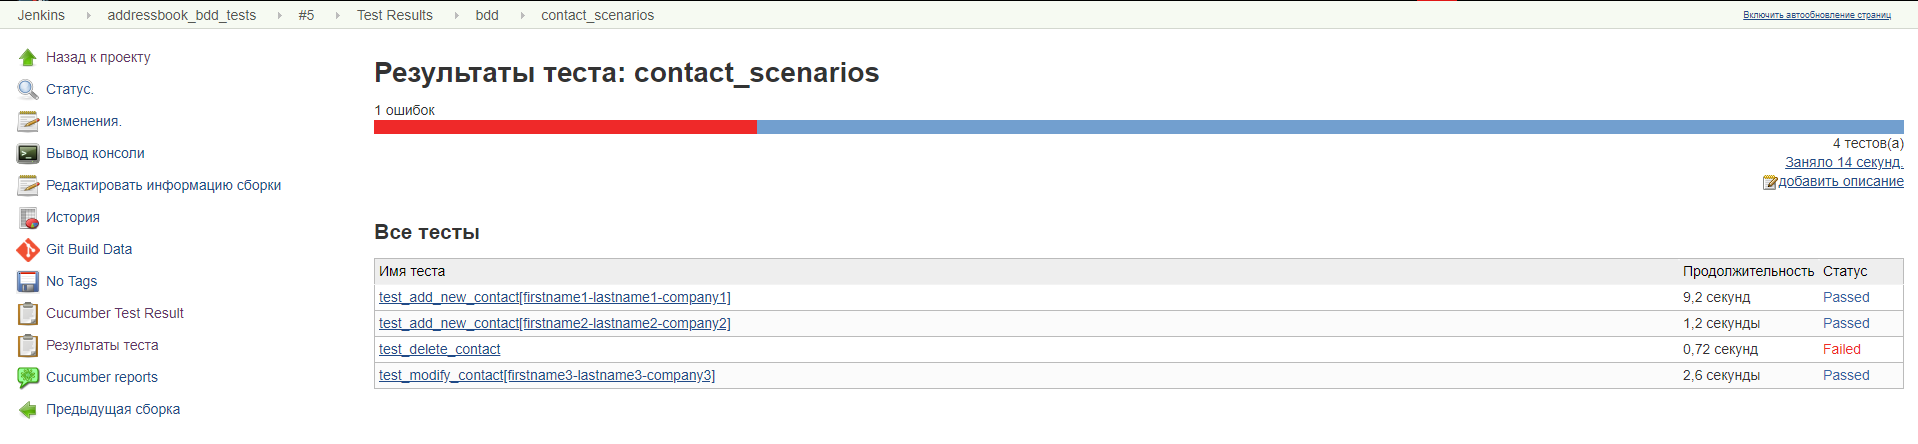 Jenkins addressbook_bdd_tests #5 Test Results bdd contact_scenarios Включить автообновление страниц
Назад к проекту
Статус.
Изменения.
Вывод консоли
Редактировать информацию сборки
История
Git Build Data
No Tags
Cucumber Test Result
Результаты теста
Cucumber reports
Предыдущая сборка
Результаты теста: contact_scenarios
1 ошибок
4 тестов(а)
Заняло 14 секунд.
добавить описание
Все тесты
Имя теста Продолжительность Статус
test_add_new_contact[firstname1-lastname1-company1] 9,2 секунд Passed
test_add_new_contact[firstname2-lastname2-company2] 1,2 секунды Passed
test_delete_contact 0,72 секунд Failed
test_modify_contact[firstname3-lastname3-company3] 2,6 секунды Passed